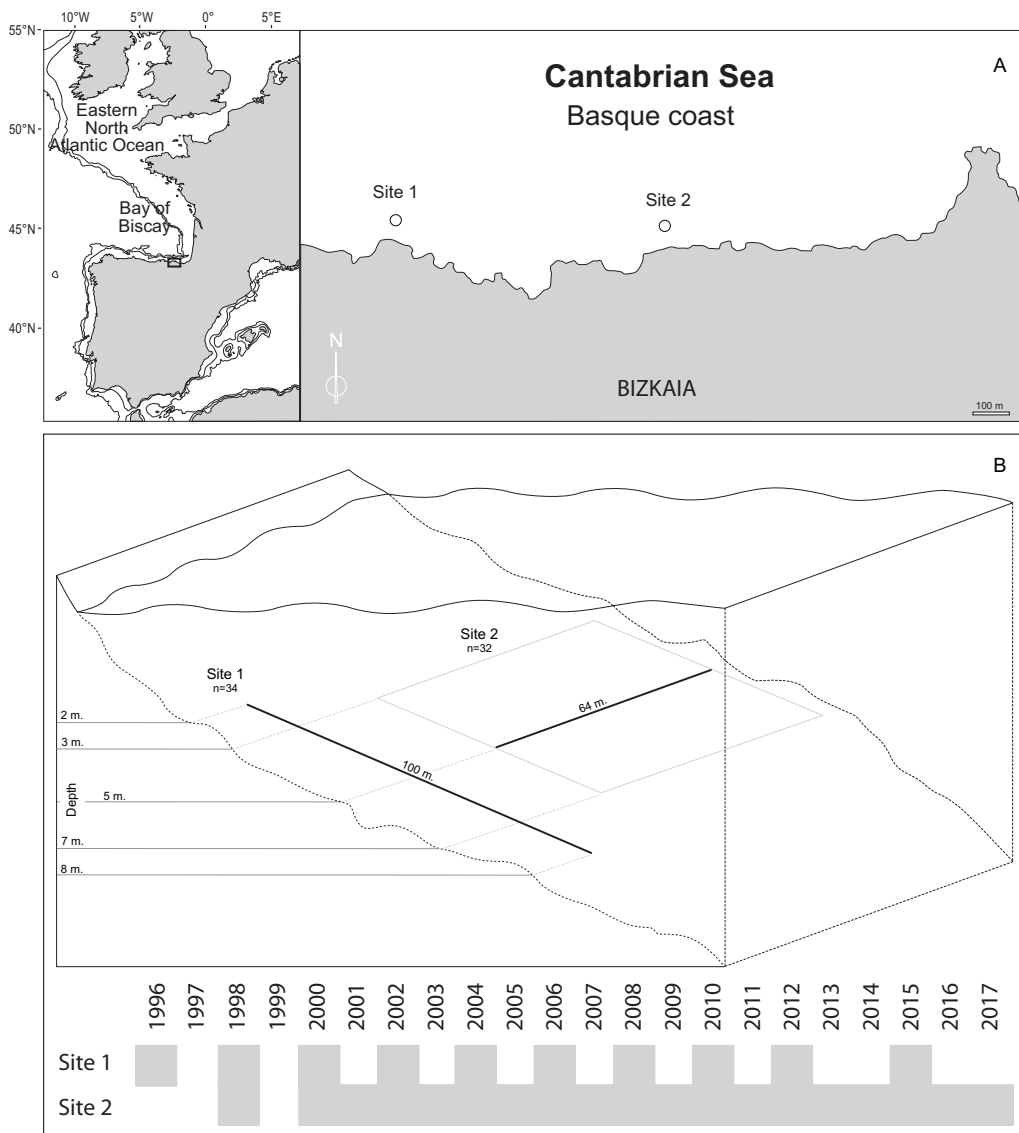 10°W 5°W 0° 5°E
55°N
50°N
45°N
40°N
Eastern
North
Atlantic Ocean
Bay of
Biscay
A
Cantabrian Sea
Basque coast
Site 1
Site 2
N
BIZKAIA
100 m
B
Site 2
n=32
Site 1
n=34
64 m.
100 m.
2 m.
3 m.
5 m.
7 m.
8 m.
Depth
1996 1997 1998 1999 2000 2001 2002 2003 2004 2005 2006 2007 2008 2009 2010 2011 2012 2013 2014 2015 2016 2017
Site 1
Site 2